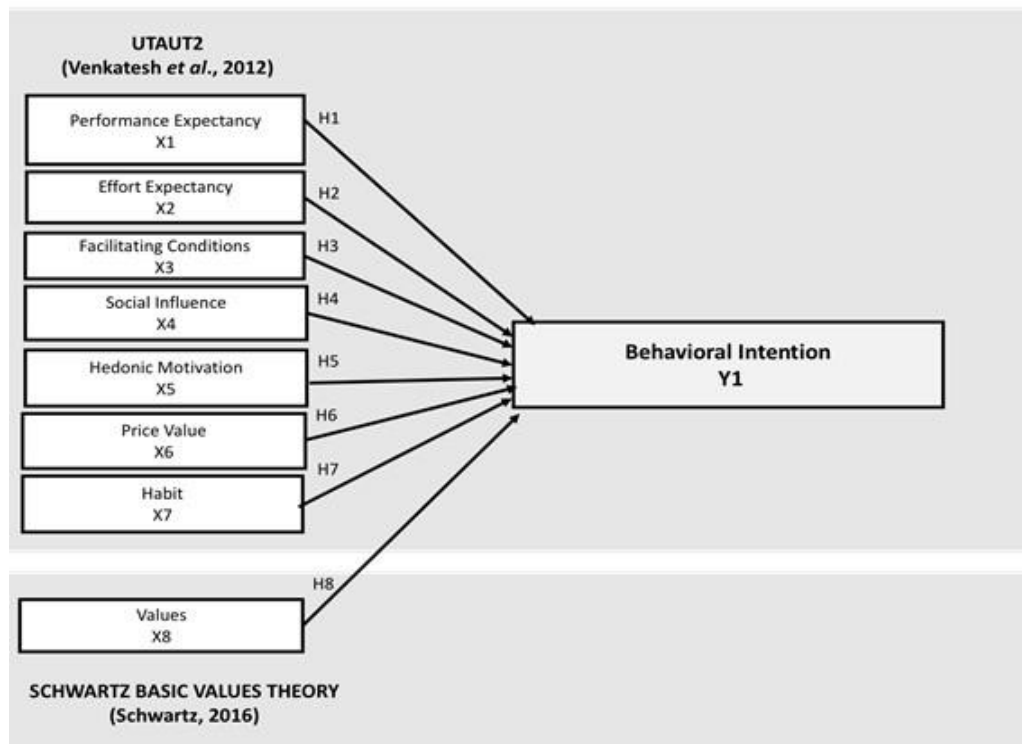 UTAUT2
(Venkatesh et al., 2012)
Performance Expectancy
X1
H1
Effort Expectancy
X2
H2
Facilitating Conditions
X3
H3
Social Influence
X4
H4
Hedonic Motivation
X5
H5
Price Value
X6
H6
Habit
X7
H7
Behavioral Intention
Y1
Values
X8
H8
SCHWARTZ BASIC VALUES THEORY
(Schwartz, 2016)